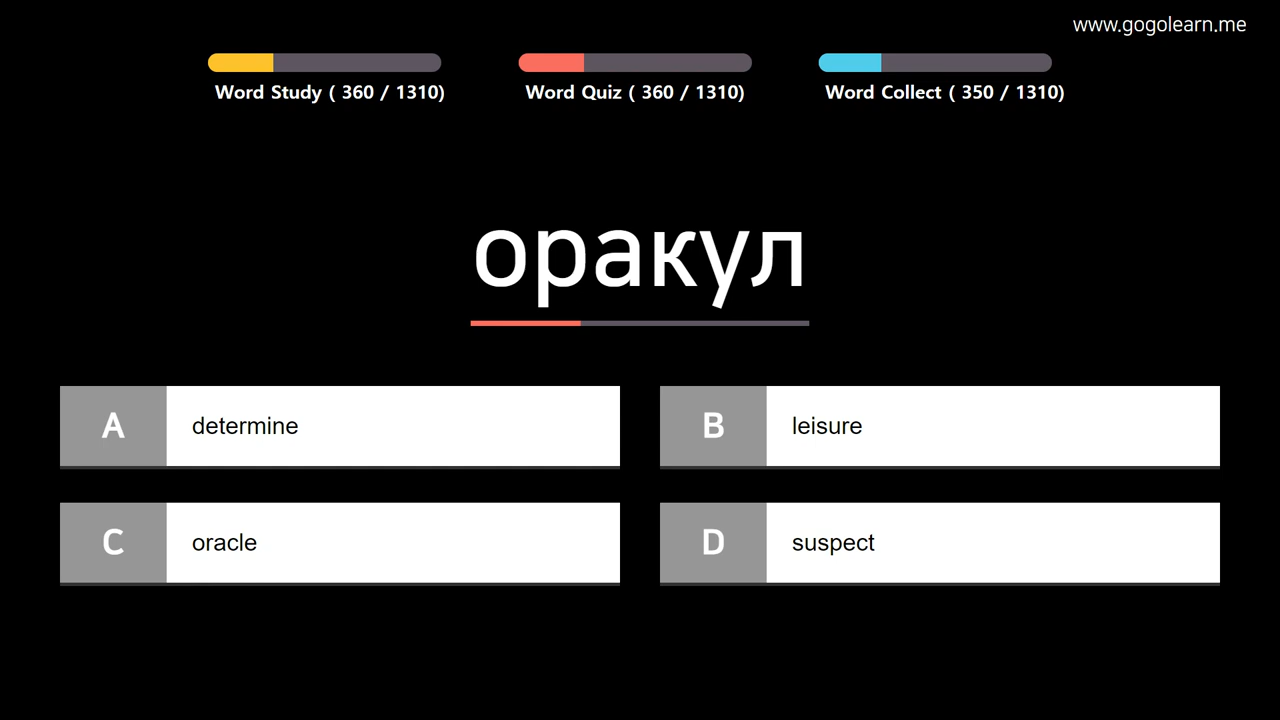 www.gogolearn.me
Word Study ( 360 / 1310)
Word Quiz ( 360 / 1310)
Word Collect ( 350 / 1310)
оракул
A determine
B leisure
C oracle
D suspect